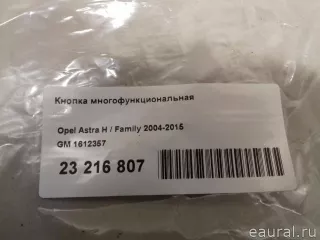 Кнопка многофункциональная
Opel Astra H / Family 2004-2015
GM 1612357
23 216 807
eaural.ru